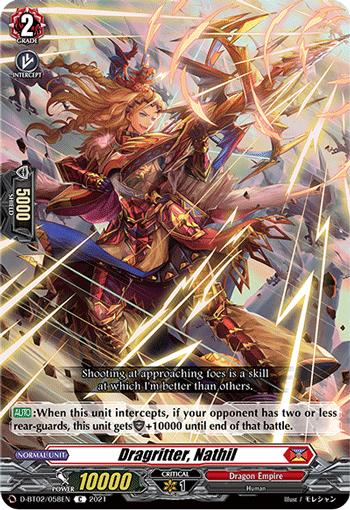 2
GRADE
INTERCEPT
5000
SHIELD
Shooting at approaching foes is a skill
at which I'm better than others.
AUTO:When this unit intercepts, if your opponent has two or less
rear-guards, this unit gets +10000 until end of that battle.
NORMAL UNIT
Dragritter, Nathil
POWER 10000
CRITICAL
1
Dragon Empire
Human
D-BT02/058EN C 2021
Illust / モレシャン